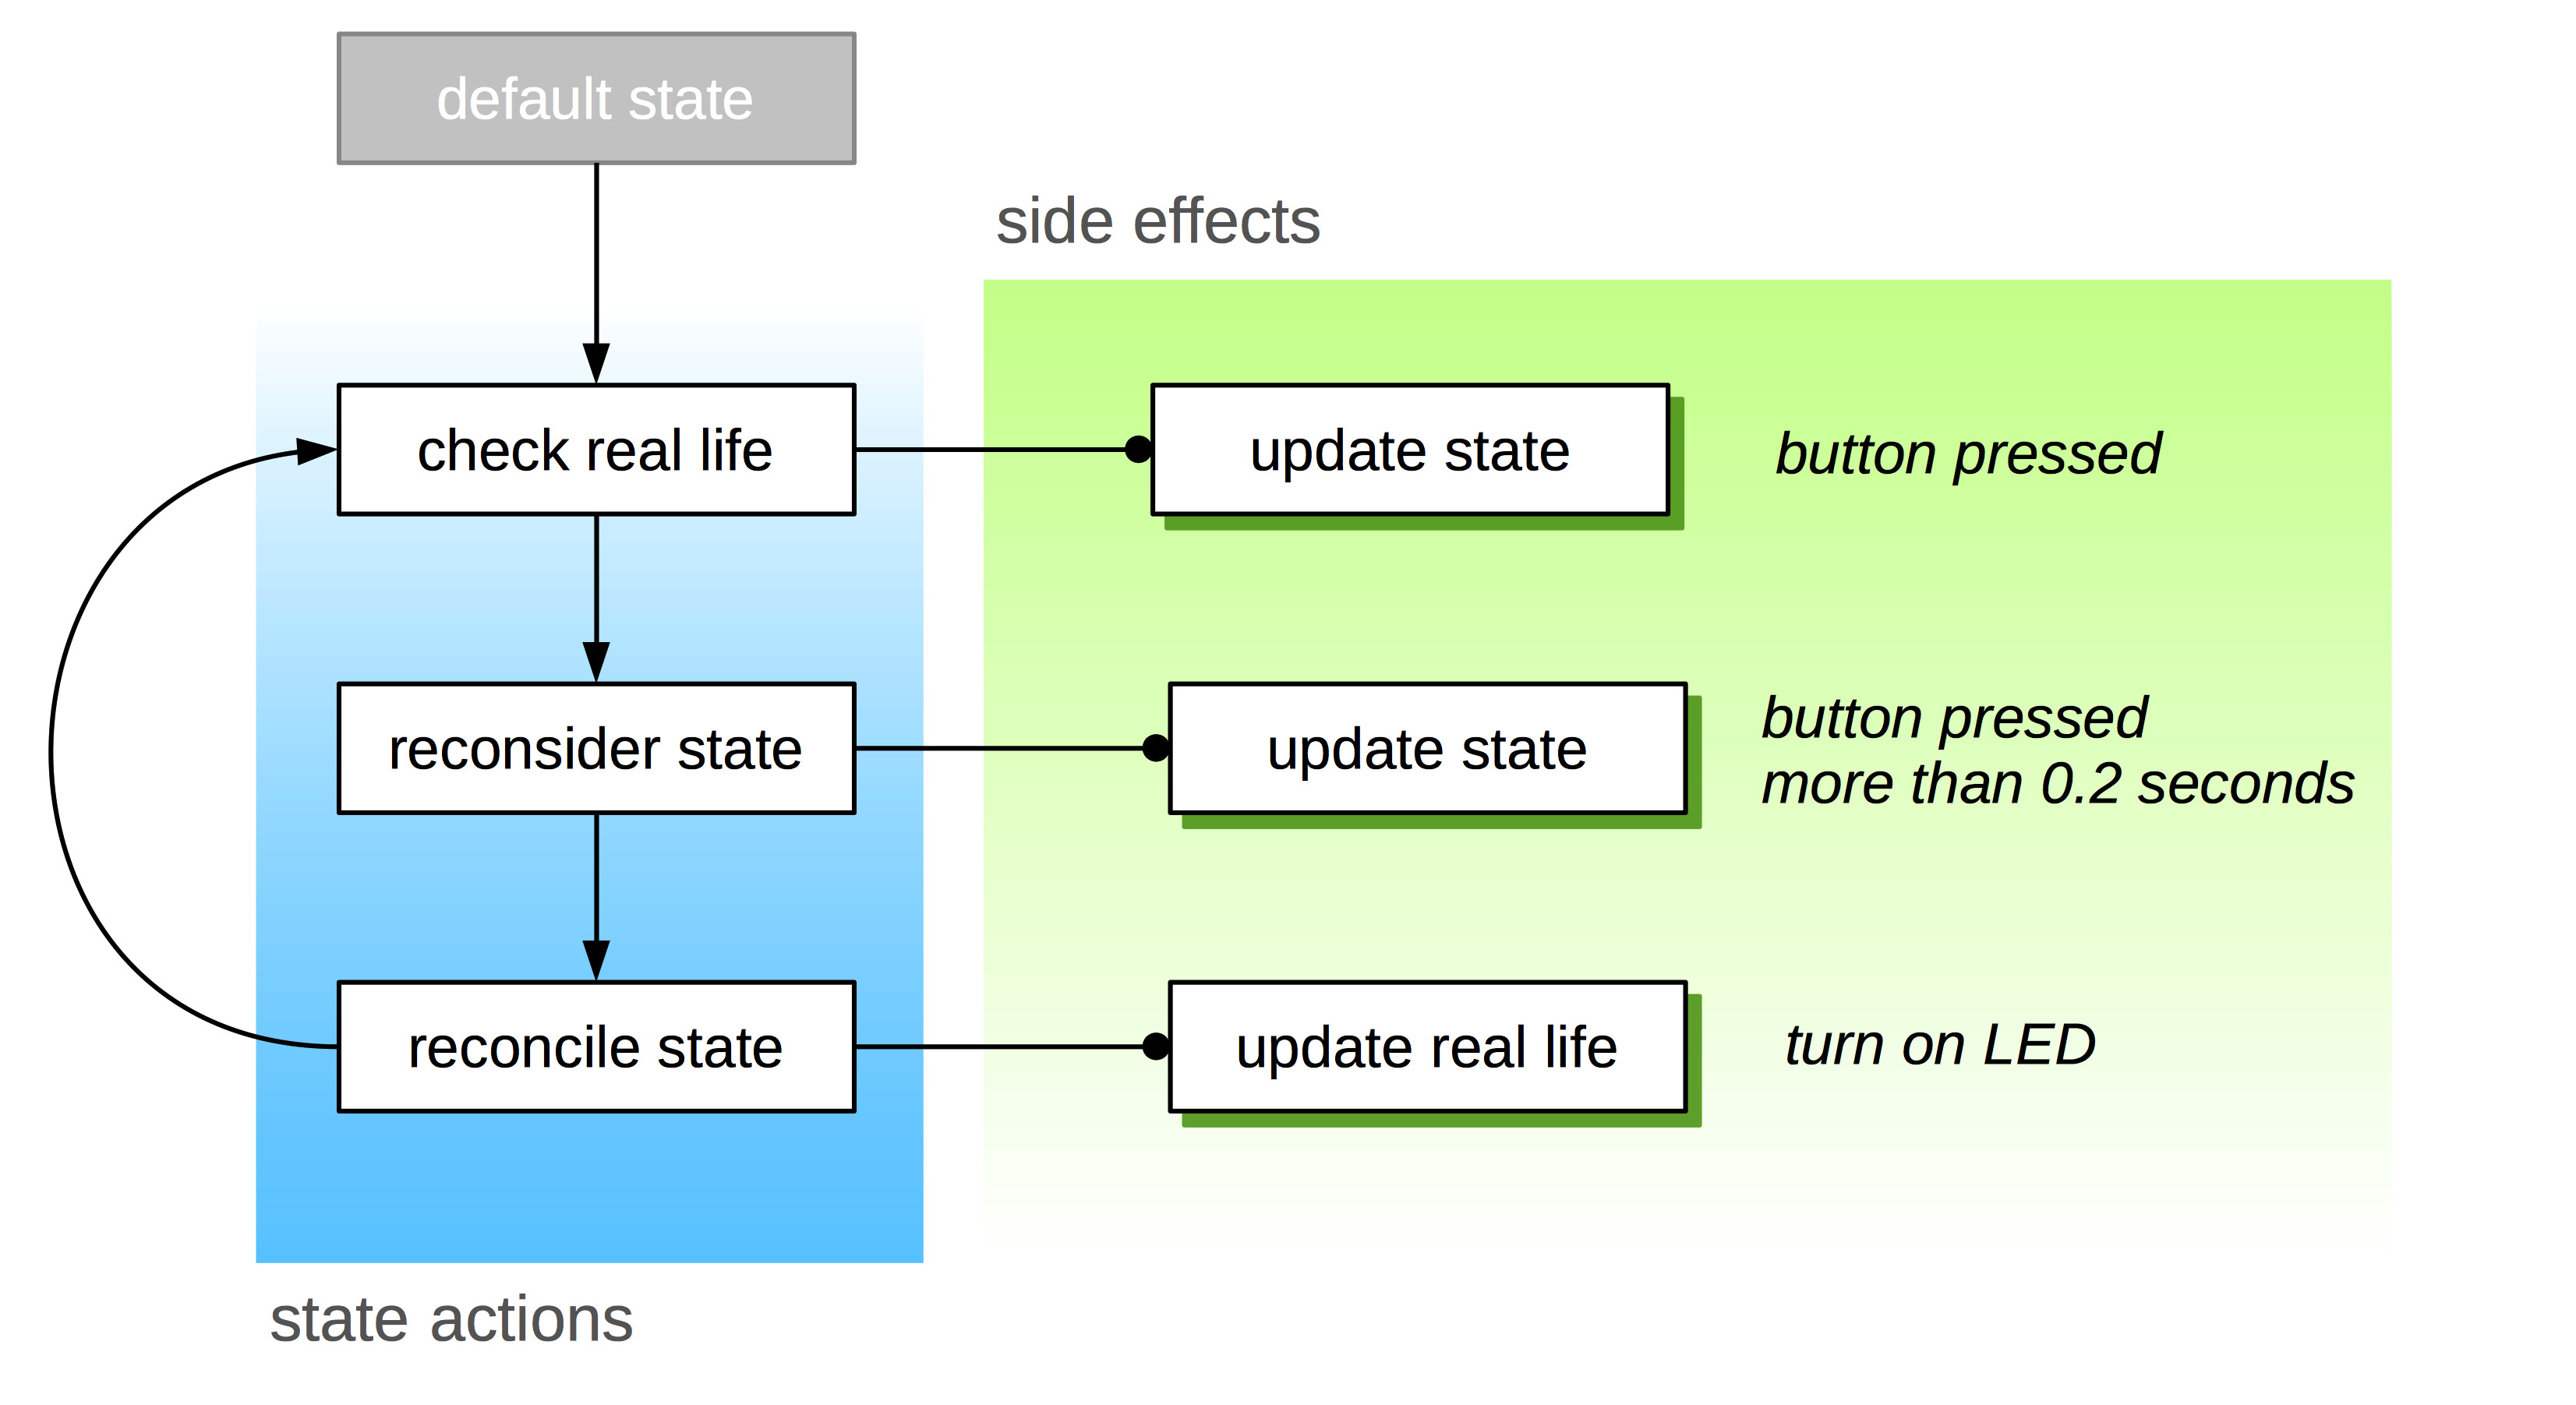 default state
side effects
check real life
update state
button pressed
reconsider state
update state
button pressed
more than 0.2 seconds
reconcile state
update real life
turn on LED
state actions